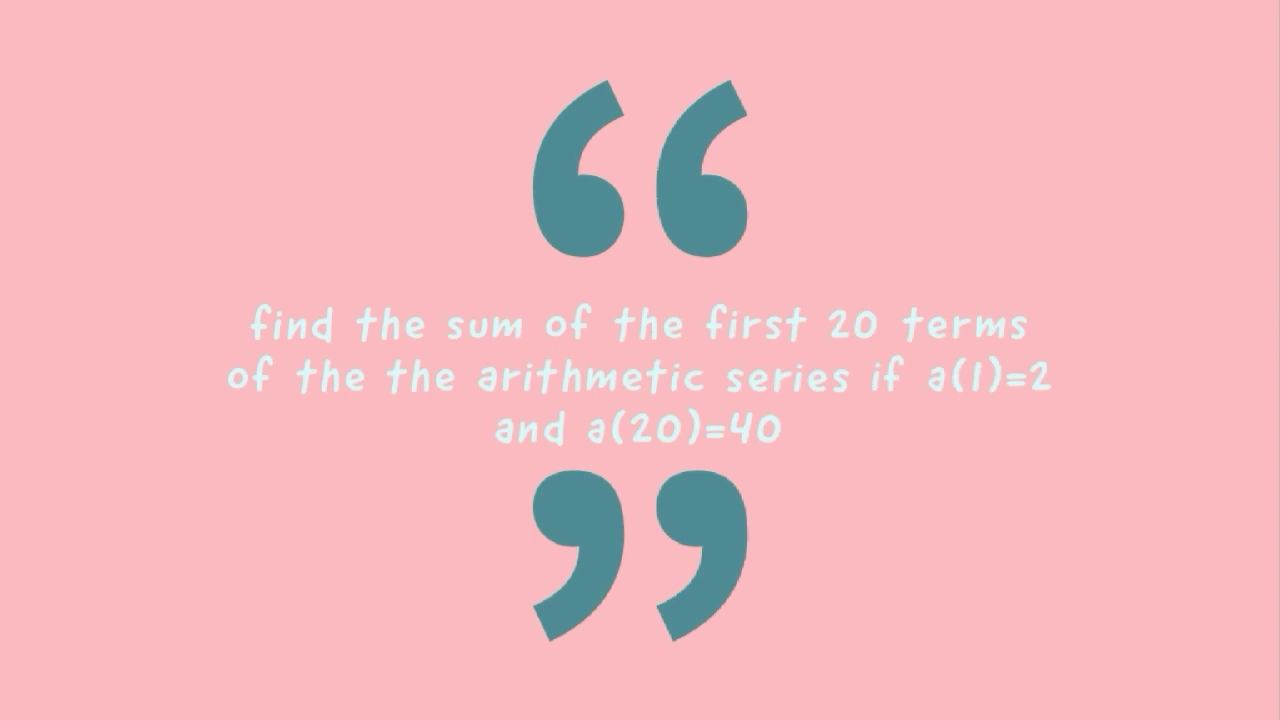 “
find the sum of the first 20 terms
of the the arithmetic series if a(1)=2
and a(20)=40
”